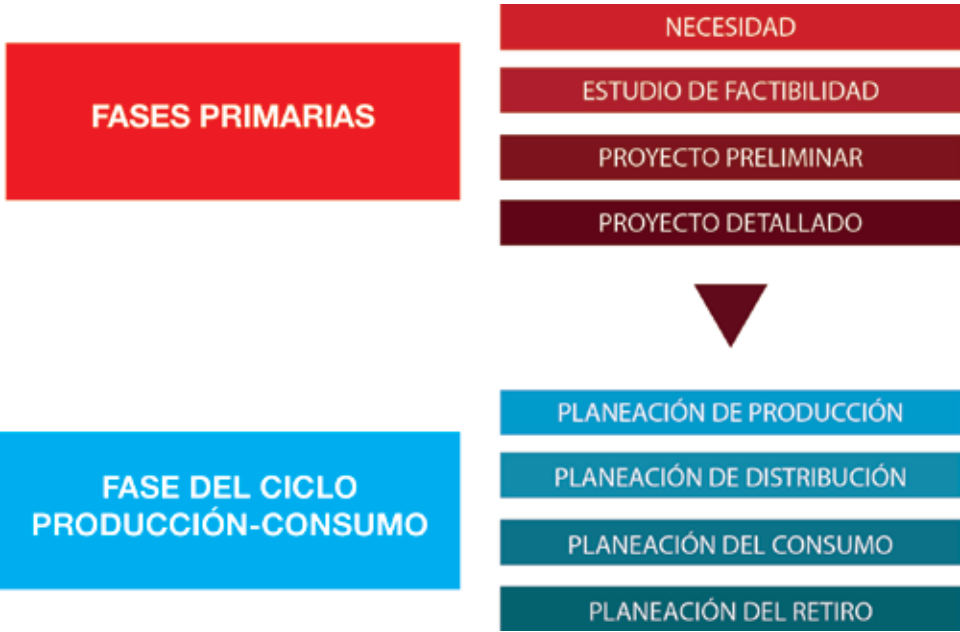 FASES PRIMARIAS
NECESIDAD
ESTUDIO DE FACTIBILIDAD
PROYECTO PRELIMINAR
PROYECTO DETALLADO
FASE DEL CICLO
PRODUCCIÓN-CONSUMO
PLANEACIÓN DE PRODUCCIÓN
PLANEACIÓN DE DISTRIBUCIÓN
PLANEACIÓN DEL CONSUMO
PLANEACIÓN DEL RETIRO